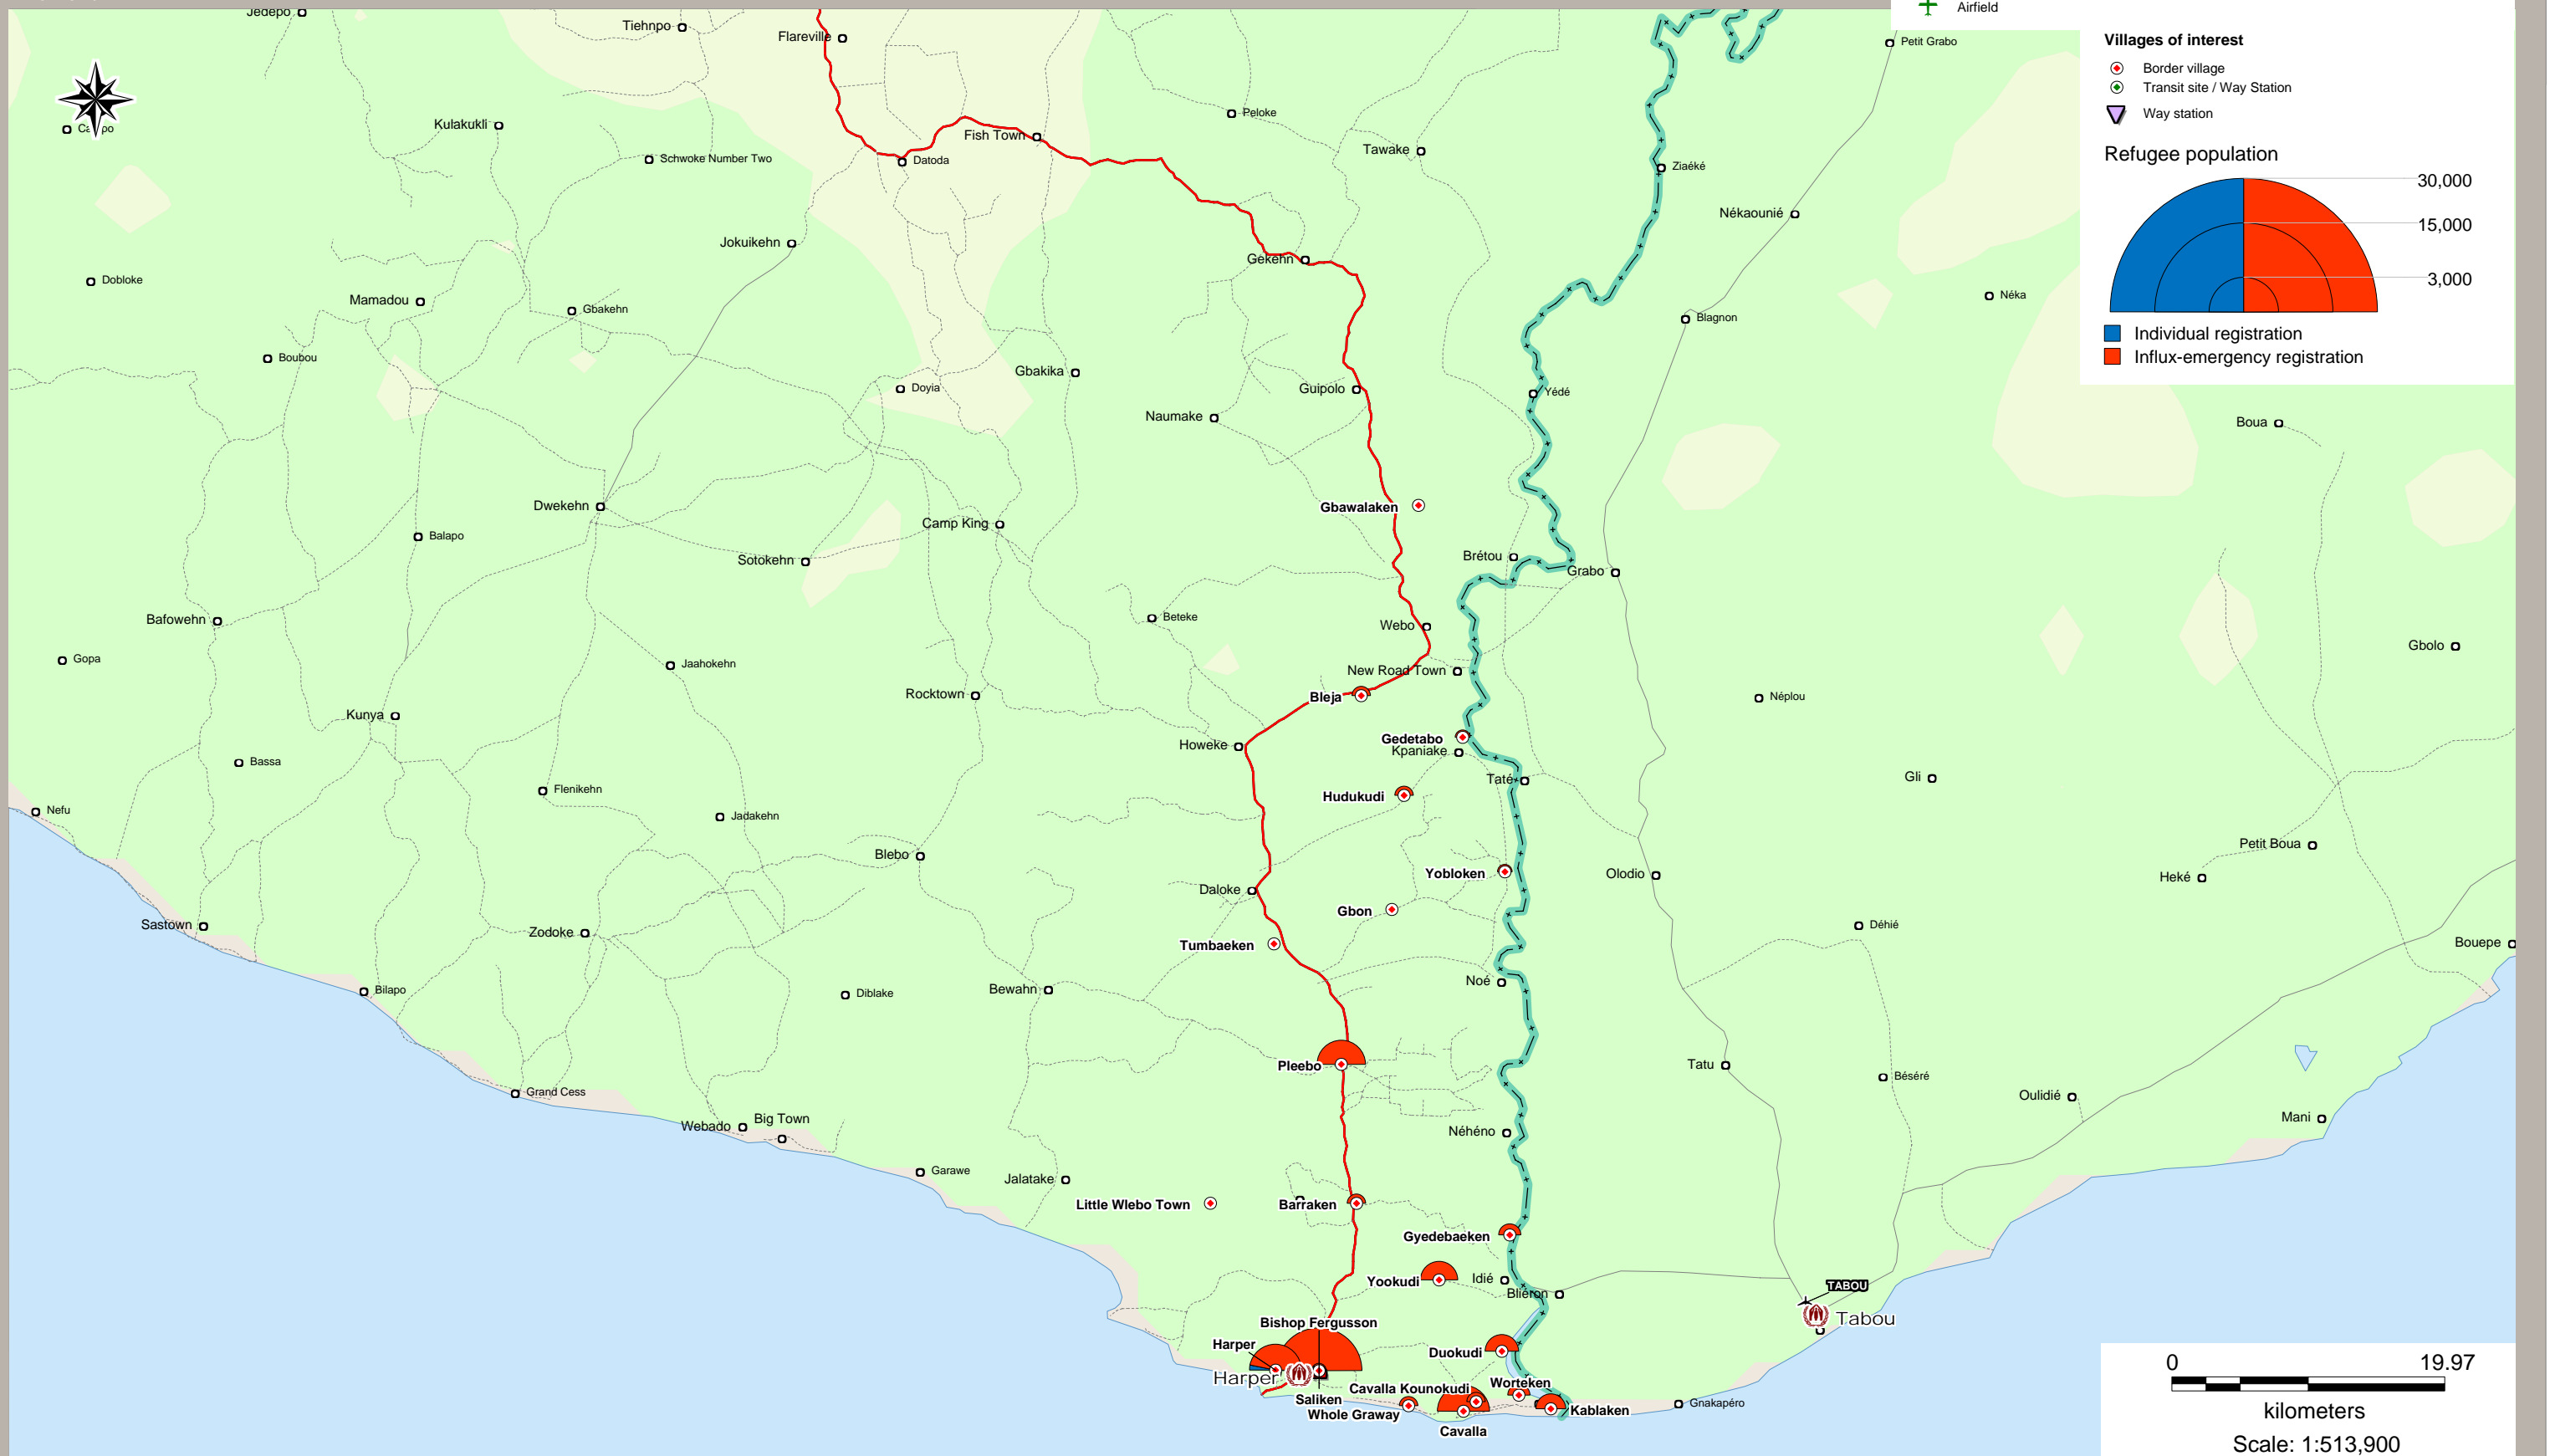 Airfield
Villages of interest
Border village
Transit site / Way Station
Way station
Refugee population
30,000
15,000
3,000
Individual registration
Influx-emergency registration
Jedepo
Tiehnpo
Flareville
Petit Grabo
Peloke
Kulakukli
Fish Town
Tawake
Schwoke Number Two
Datoda
Ziaéké
Nékaounié
Jokuikehn
Gekehn
Dobloke
Mamadou
Gbakehn
Néka
Blagnon
Boubou
Gbakika
Doyia
Guipolo
Yédé
Naumake
Boua
Dwekehn
Gbawalaken
Camp King
Balapo
Sotokehn
Brétou
Grabo
Bafowehn
Beteke
Webo
Gbolo
Gopa
Jaahokehn
New Road Town
Rocktown
Bleja
Néplou
Kunya
Howeke
Gedetabo
Kpaniake
Bassa
Taté
Gli
Flenikehn
Hudukudi
Nefu
Jadakehn
Petit Boua
Blebo
Yobloken
Olodio
Heké
Daloke
Gbon
Sastown
Zodoke
Tumbaeken
Déhié
Bouepe
Noé
Bilapo
Diblake
Bewahn
Pleebo
Tatu
Béséré
Grand Cess
Oulidié
Big Town
Webado
Néhéno
Mani
Garawe
Jalatake
Little Wlebo Town
Barraken
Gyedebaeken
Yookudi
Idié
Bliéron
TABOU
Tabou
Bishop Fergusson
Harper
Duokudi
Harper
Saliken
Cavalla Kounokudi
Worteken
Whole Graway
Kablaken
Gnakapéro
Cavalla
0 19.97
kilometers
Scale: 1:513,900